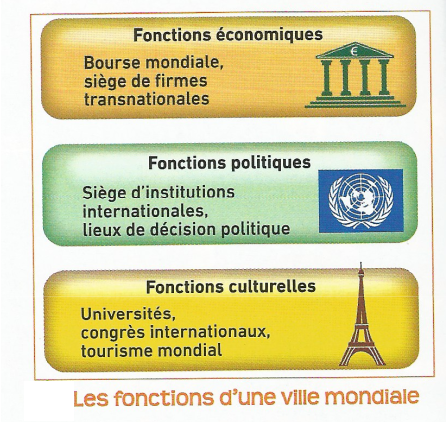 Fonctions économiques
Bourse mondiale,
siège de firmes
transnationales
€
Fonctions politiques
Siège d'institutions
internationales,
lieux de décision politique
Fonctions culturelles
Universités,
congrès internationaux,
tourisme mondial
Les fonctions d'une ville mondiale